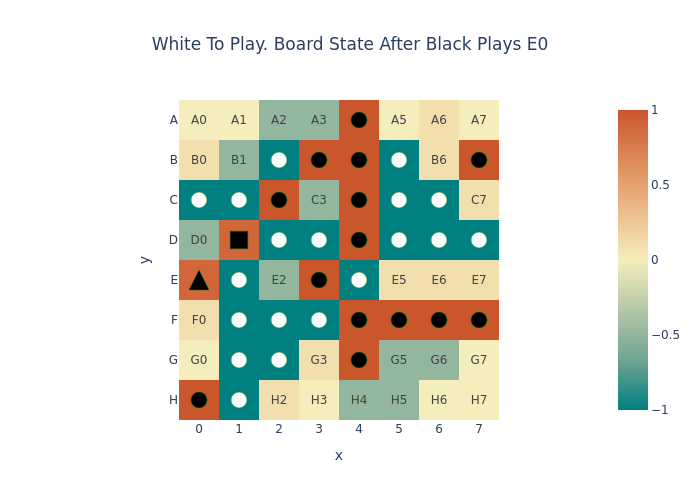 White To Play. Board State After Black Plays E0
A A0 A1 A2 A3 A5 A6 A7
B B0 B1 B6
C C3 C7
D D0
E E2 E5 E6 E7
F F0
G G0 G3 G5 G6 G7
H H2 H3 H4 H5 H6 H7
0 1 2 3 4 5 6 7
x
y
1
0.5
0
−0.5
−1